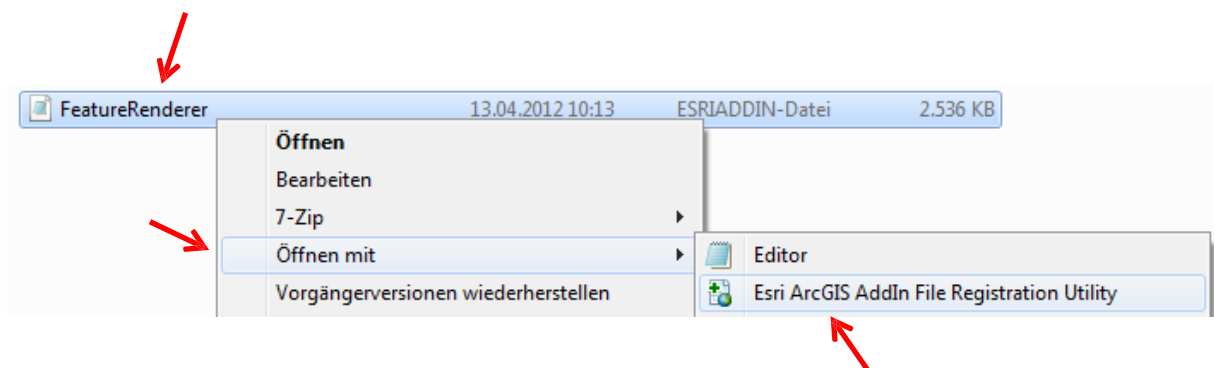 FeatureRenderer 13.04.2012 10:13 ESRIADDIN-Datei 2.536 KB
Öffnen
Bearbeiten
7-Zip
Öffnen mit
Editor
Vorgängerversionen wiederherstellen
Esri ArcGIS AddIn File Registration Utility